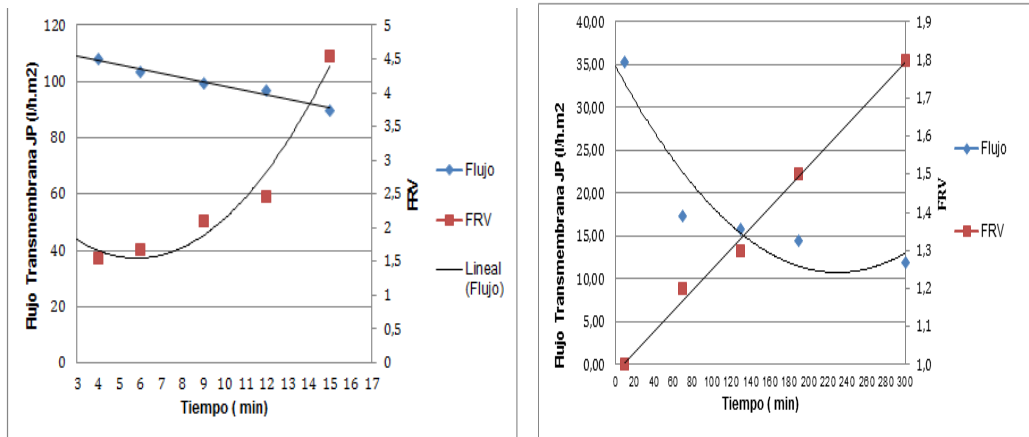 120
100
80
60
40
20
0
5
4,5
4
3,5
3
2,5
2
1,5
1
0,5
0
3 4 5 6 7 8 9 10 11 12 13 14 15 16 17
Tiempo ( min)
Flujo Transmembrana JP (l/h.m2)
FRV
Flujo
FRV
Lineal
(Flujo)
40,00
35,00
30,00
25,00
20,00
15,00
10,00
5,00
0,00
1,9
1,8
1,7
1,6
1,5
1,4
1,3
1,2
1,1
1,0
0 20 40 60 80 100 120 140 160 180 200 220 240 260 280 300
Tiempo (min)
Flujo Transmembrana JP (l/h.m2
FRV
Flujo
FRV